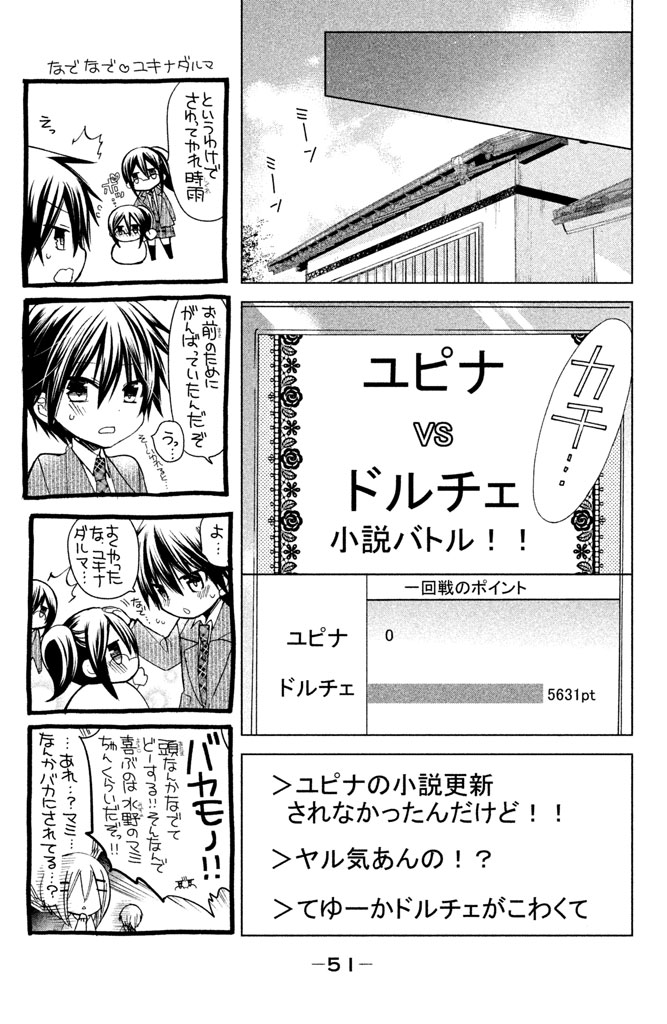 ミーン
ミーン
カチ…
ユピナ
VS
ドルチェ
小説バトル！！
一回戦のポイント
ユピナ
0
ドルチェ
5631pt
＞ユピナの小説更新
されなかったんだけど！！
＞ヤル気あんの！？
＞てゆーかドルチェがこわくて
なでなで♡ユキナダルマ
というわけで
さわってやれ時雨
えっ
ポ
お前のために
がんばっていたんだぞ
うっ…
よ…
よくやった
な、ユキナ
ダルマ…
なで
バカモノ！！
頭なんかなでて
どーする！！そんなんで
喜ぶのは水野のマミ
ちゃんくらいだぞっ！！
…あれ…？マミ…
なんかバカにされてる…？
－51－